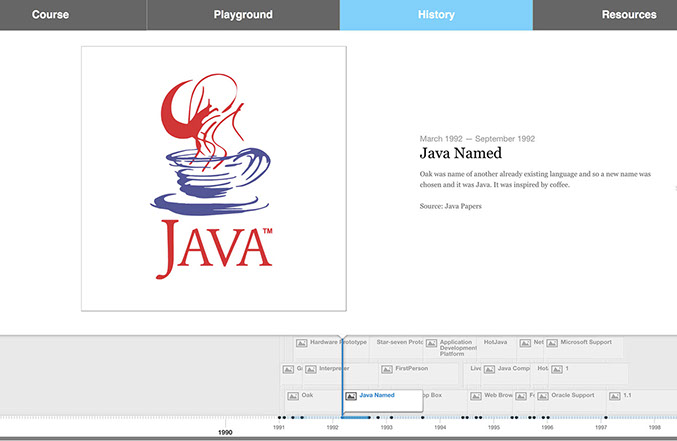 Course Playground History Resources
JAVA™
March 1992 — September 1992
Java Named
Oak was name of another already existing language and so a new name was
chosen and it was Java. It was inspired by coffee.
Source: Java Papers
Hardware Prototype Star-seven Proto Application HotJava Net Microsoft Support
Development
Platform
Interpreter FirstPerson Live Java Comp Hot 1
Oak Java Named op Box Web Brow Oracle Support 1.1
1991 1992 1993 1994 1995 1996 1997 1998
1990